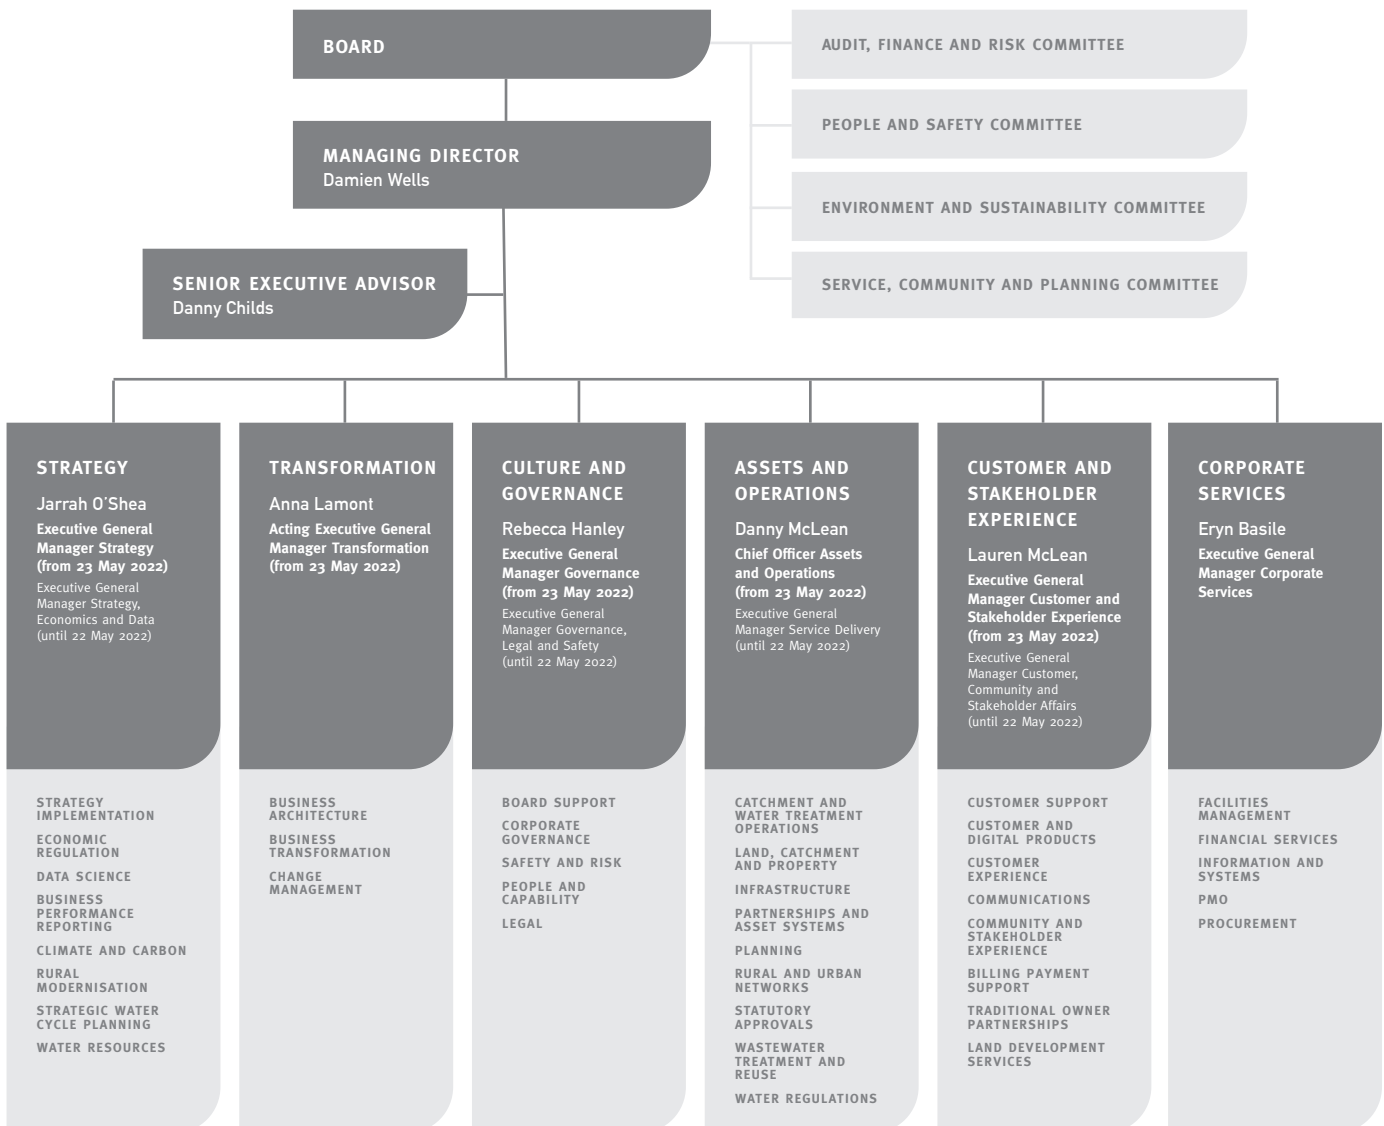 BOARD
AUDIT, FINANCE AND RISK COMMITTEE
PEOPLE AND SAFETY COMMITTEE
ENVIRONMENT AND SUSTAINABILITY COMMITTEE
SERVICE, COMMUNITY AND PLANNING COMMITTEE
MANAGING DIRECTOR
Damien Wells
SENIOR EXECUTIVE ADVISOR
Danny Childs
STRATEGY
Jarrah O'Shea
Executive General
Manager Strategy
(from 23 May 2022)
Executive General
Manager Strategy,
Economics and Data
(until 22 May 2022)
STRATEGY
IMPLEMENTATION
ECONOMIC
REGULATION
DATA SCIENCE
BUSINESS
PERFORMANCE
REPORTING
CLIMATE AND CARBON
RURAL
MODERNISATION
STRATEGIC WATER
CYCLE PLANNING
WATER RESOURCES
TRANSFORMATION
Anna Lamont
Acting Executive General
Manager Transformation
(from 23 May 2022)
BUSINESS
ARCHITECTURE
BUSINESS
TRANSFORMATION
CHANGE
MANAGEMENT
CULTURE AND
GOVERNANCE
Rebecca Hanley
Executive General
Manager Governance
(from 23 May 2022)
Executive General
Manager Governance,
Legal and Safety
(until 22 May 2022)
BOARD SUPPORT
CORPORATE
GOVERNANCE
SAFETY AND RISK
PEOPLE AND
CAPABILITY
LEGAL
ASSETS AND
OPERATIONS
Danny McLean
Chief Officer Assets
and Operations
(from 23 May 2022)
Executive General
Manager Service Delivery
(until 22 May 2022)
CATCHMENT AND
WATER TREATMENT
OPERATIONS
LAND, CATCHMENT
AND PROPERTY
INFRASTRUCTURE
PARTNERSHIPS AND
ASSET SYSTEMS
PLANNING
RURAL AND URBAN
NETWORKS
STATUTORY
APPROVALS
WASTEWATER
TREATMENT AND
REUSE
WATER REGULATIONS
CUSTOMER AND
STAKEHOLDER
EXPERIENCE
Lauren McLean
Executive General
Manager Customer and
Stakeholder Experience
(from 23 May 2022)
Executive General
Manager Customer,
Community and
Stakeholder Affairs
(until 22 May 2022)
CUSTOMER SUPPORT
CUSTOMER AND
DIGITAL PRODUCTS
CUSTOMER
EXPERIENCE
COMMUNICATIONS
COMMUNITY AND
STAKEHOLDER
EXPERIENCE
BILLING PAYMENT
SUPPORT
TRADITIONAL OWNER
PARTNERSHIPS
LAND DEVELOPMENT
SERVICES
CORPORATE
SERVICES
Eryn Basile
Executive General
Manager Corporate
Services
FACILITIES
MANAGEMENT
FINANCIAL SERVICES
INFORMATION AND
SYSTEMS
PMO
PROCUREMENT